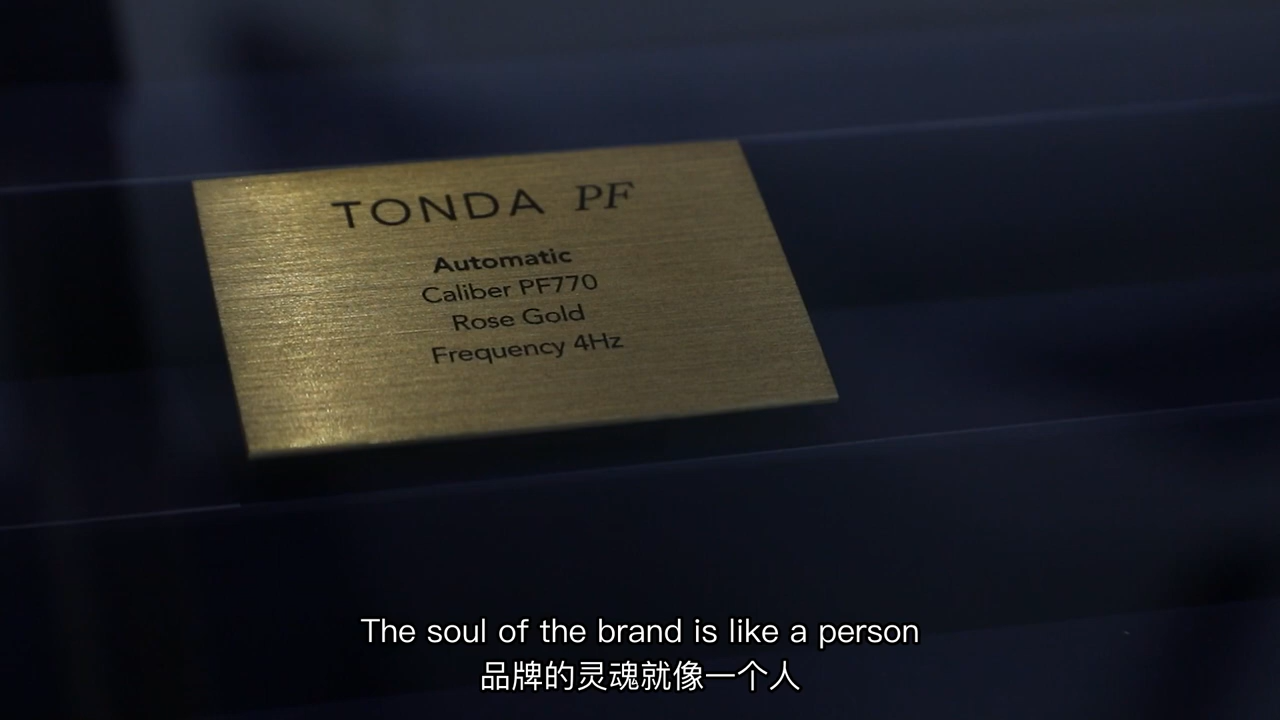 TONDA PF
Automatic
Caliber PF770
Rose Gold
Frequency 4Hz
The soul of the brand is like a person
品牌的灵魂就像一个人